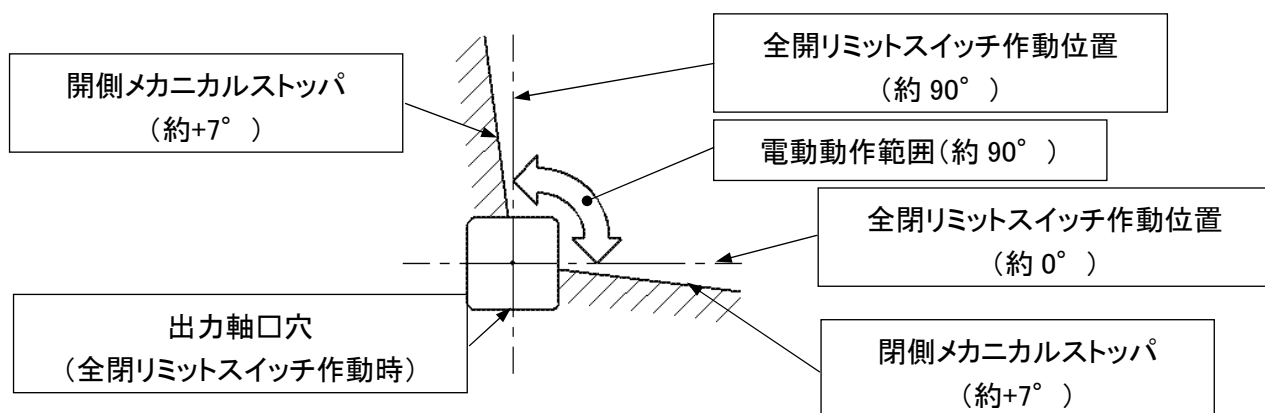 全開リミットスイッチ作動位置
（約 90°）
開側メカニカルストッパ
（約+7°）
電動動作範囲（約 90°）
全閉リミットスイッチ作動位置
（約 0°）
出力軸□穴
（全閉リミットスイッチ作動時）
閉側メカニカルストッパ
（約+7°）